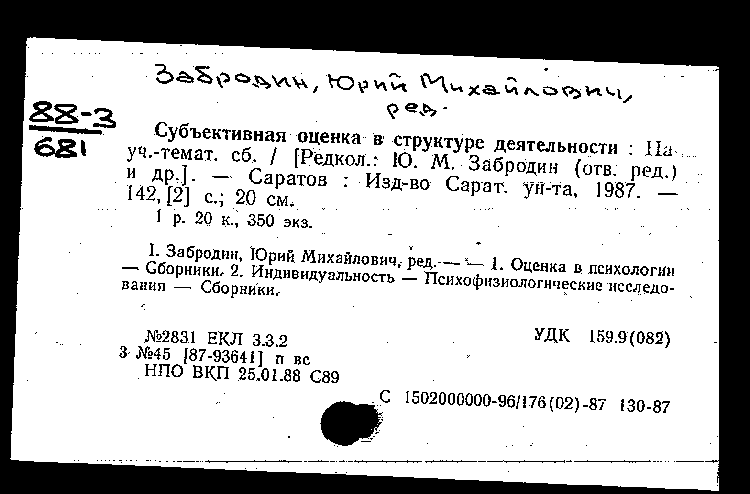 Забродин, Юрий Михайлович,
ред.
88-3
681
Субъективная оценка в структуре деятельности : На-
уч.-темат. сб. / [Редкол.: Ю. М. Забродин (отв. ред.)
и др.]. — Саратов : Изд-во Сарат. ун-та, 1987. —
142, [2] с.; 20 см.
1 р. 20 к., 350 экз.
1. Забродин, Юрий Михайлович, ред. — — 1. Оценка в психологии
— Сборники. 2. Индивидуальность — Психофизиологические исследо-
вания — Сборники.
№2831 ЕКЛ 3.3.2
УДК 159.9(082)
3 №45 [87-93641] п вс
НПО ВКП 25.01.88 С89
С 1502000000-96/176(02)-87 130-87